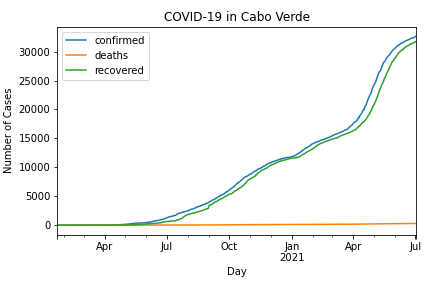 COVID-19 in Cabo Verde
confirmed
deaths
recovered
30000
25000
20000
15000
10000
5000
0
Number of Cases
Apr Jul Oct Jan Apr Jul
2021
Day